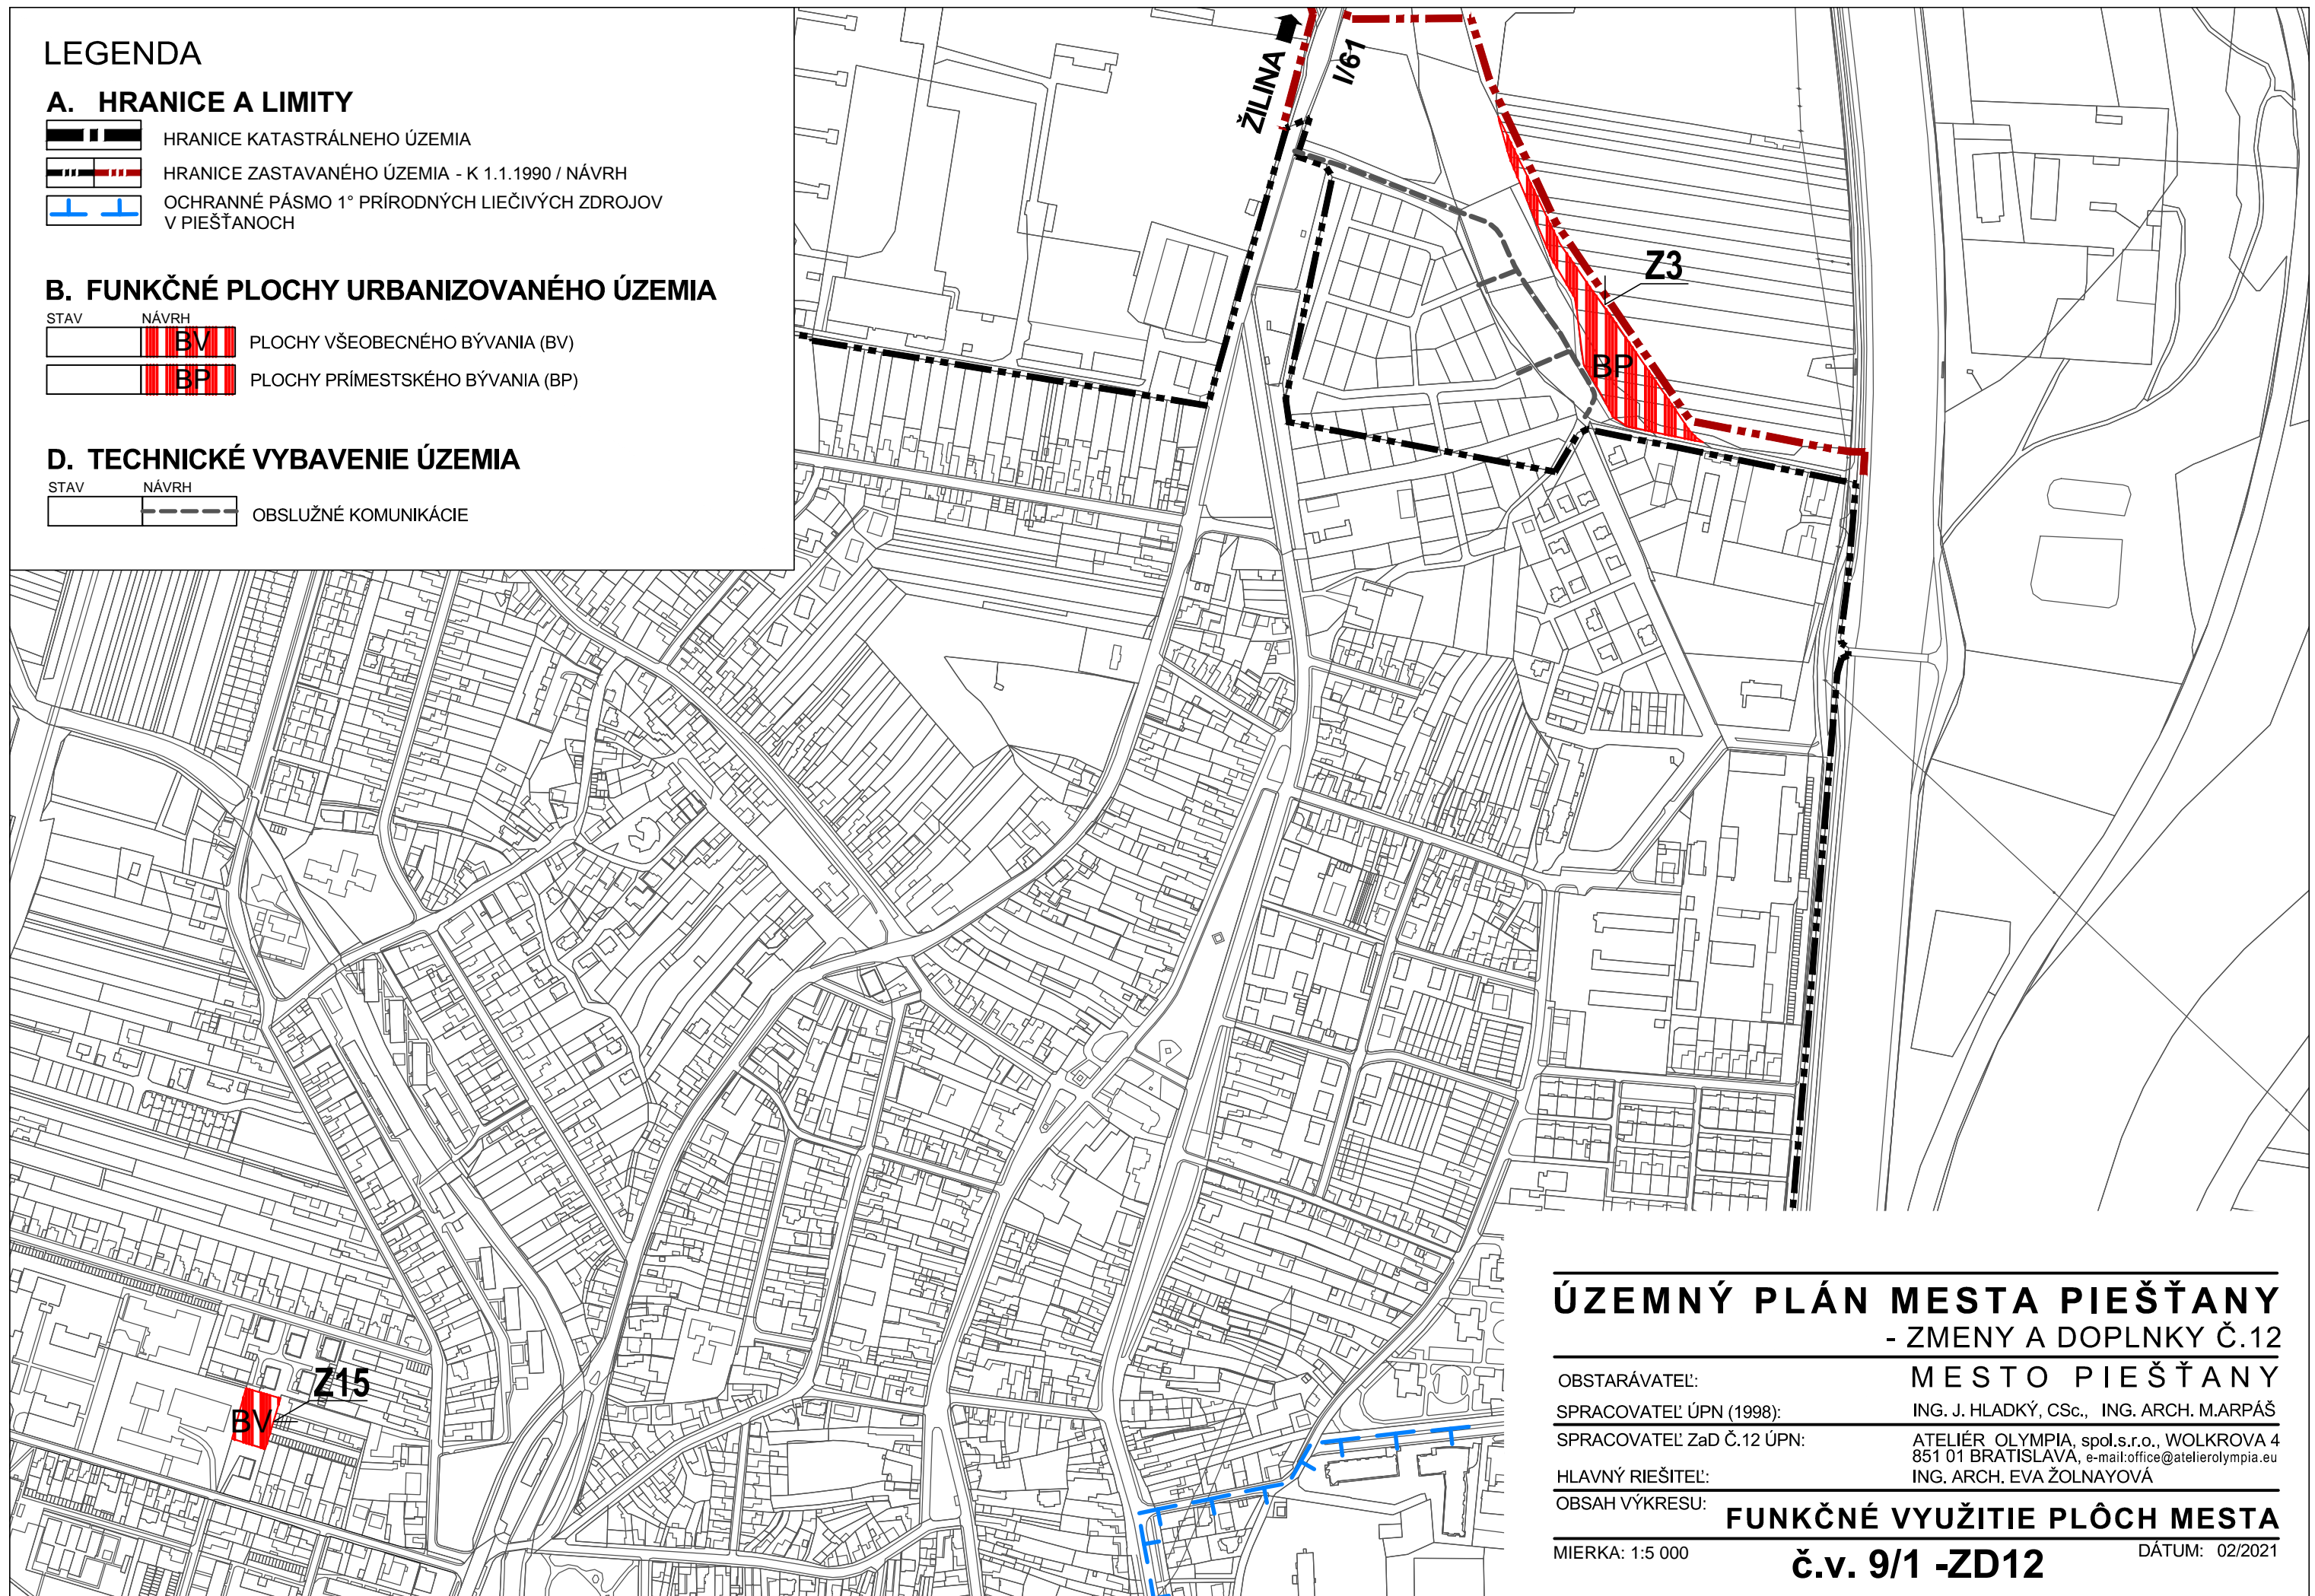 LEGENDA
A. HRANICE A LIMITY
HRANICE KATASTRÁLNEHO ÚZEMIA
HRANICE ZASTAVANÉHO ÚZEMIA - K 1.1.1990 / NÁVRH
OCHRANNÉ PÁSMO 1° PRÍRODNÝCH LIEČIVÝCH ZDROJOV
V PIEŠŤANOCH
B. FUNKČNÉ PLOCHY URBANIZOVANÉHO ÚZEMIA
STAV NÁVRH
BV PLOCHY VŠEOBECNÉHO BÝVANIA (BV)
BP PLOCHY PRÍMESTSKÉHO BÝVANIA (BP)
D. TECHNICKÉ VYBAVENIE ÚZEMIA
STAV NÁVRH
OBSLUŽNÉ KOMUNIKÁCIE
ŽILINA
I/61
Z3
BP
Z15
BV
ÚZEMNÝ PLÁN MESTA PIEŠŤANY
- ZMENY A DOPLNKY Č.12
OBSTARÁVATEĽ: MESTO PIEŠŤANY
SPRACOVATEĽ ÚPN (1998): ING. J. HLADKÝ, CSc., ING. ARCH. M.ARPÁŠ
SPRACOVATEĽ ZaD Č.12 ÚPN: ATELIÉR OLYMPIA, spol.s.r.o., WOLKROVA 4
851 01 BRATISLAVA, e-mail:office@atelierolympia.eu
HLAVNÝ RIEŠITEĽ: ING. ARCH. EVA ŽOLNAYOVÁ
OBSAH VÝKRESU: FUNKČNÉ VYUŽITIE PLÔCH MESTA
MIERKA: 1:5 000 č.v. 9/1 -ZD12 DÁTUM: 02/2021